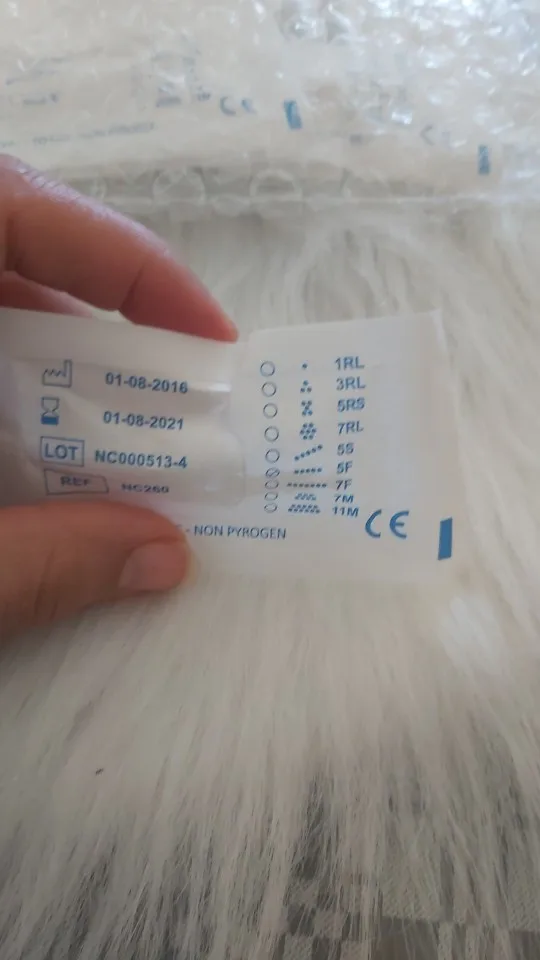 01-08-2016
01-08-2021
LOT NC000513-4
REF NC260
- NON PYROGEN
1RL
3RL
5RS
7RL
5S
5F
7F
7M
11M
CE